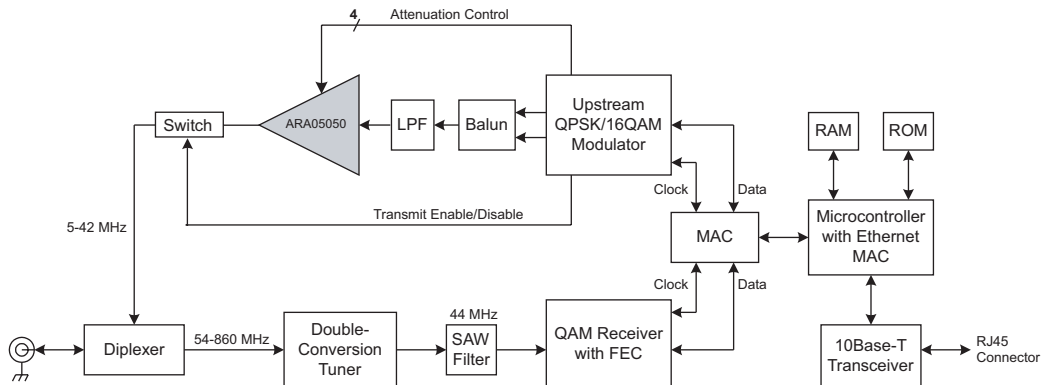 4
Attenuation Control
Upstream
QPSK/16QAM
Modulator
ARA05050
LPF
Balun
Switch
RAM
ROM
Transmit Enable/Disable
Clock
Data
5-42 MHz
MAC
Microcontroller
with Ethernet
MAC
Clock
Data
44 MHz
Diplexer
54-860 MHz
Double-
Conversion
Tuner
SAW
Filter
QAM Receiver
with FEC
10Base-T
Transceiver
RJ45
Connector